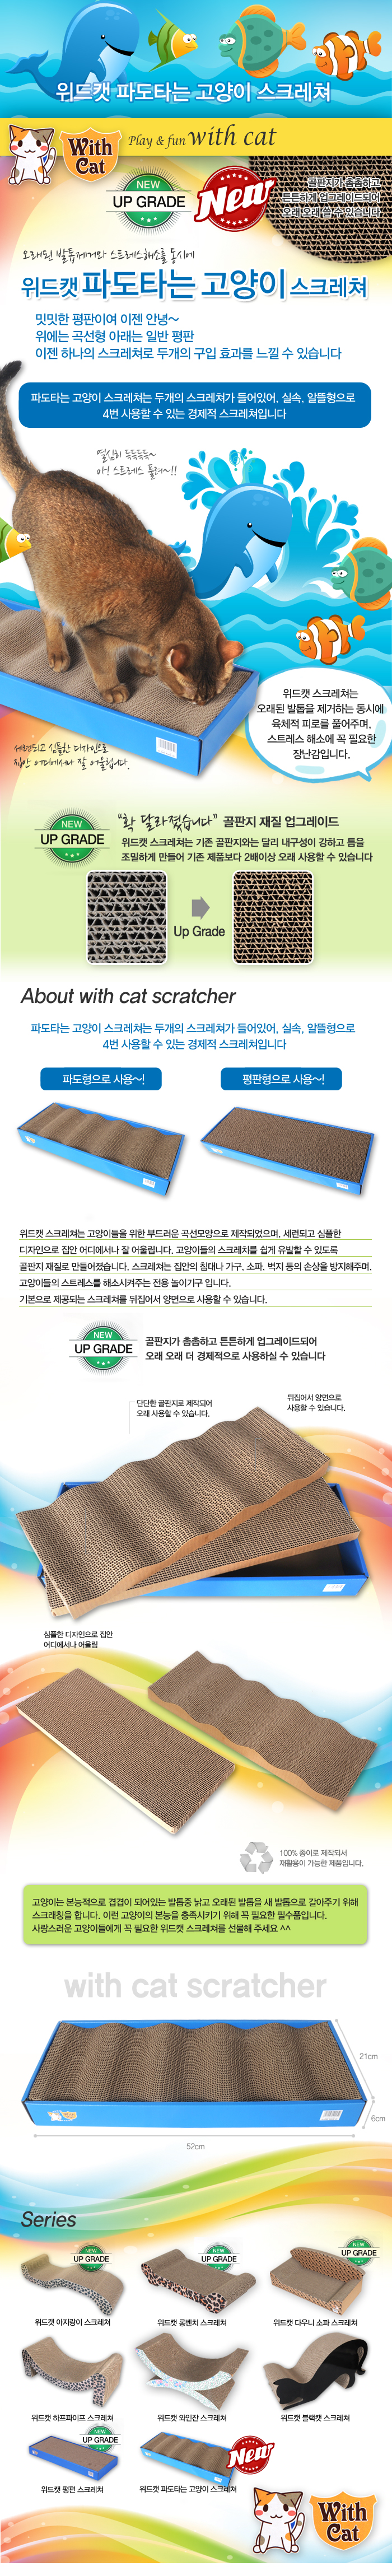 위드캣 파도타는 고양이 스크레쳐
With Cat
Play & fun with cat
NEW
UP GRADE
New
골판지가 촘촘하고
튼튼하게 업그레이드되어
오래 오래 쓸수 있습니다
오래된 발톱제거와 스트레스해소를 동시에
위드캣 파도타는 고양이 스크레쳐
밋밋한 평판이여 이젠 안녕~
위에는 곡선형 아래는 일반 평판
이젠 하나의 스크레쳐로 두개의 구입 효과를 느낄 수 있습니다
파도타는 고양이 스크레쳐는 두개의 스크레쳐가 들어있어, 실속, 알뜰형으로
4번 사용할 수 있는 경제적 스크레쳐입니다
열심히 득득득득~
아! 스트레스 풀려~!!
위드캣 스크레쳐는
오래된 발톱을 제거하는 동시에
육체적 피로를 풀어주며,
스트레스 해소에 꼭 필요한
장난감입니다.
세련되고 심플한 디자인으로
집안 어디에서나 잘 어울립니다.
NEW
UP GRADE
"확 달라졌습니다" 골판지 재질 업그레이드
위드캣 스크레쳐는 기존 골판지와는 달리 내구성이 강하고 틈을
조밀하게 만들어 기존 제품보다 2배이상 오래 사용할 수 있습니다
Up Grade
About with cat scratcher
파도타는 고양이 스크레쳐는 두개의 스크레쳐가 들어있어, 실속, 알뜰형으로
4번 사용할 수 있는 경제적 스크레쳐입니다
파도형으로 사용~!
평판형으로 사용~!
위드캣 스크레쳐는 고양이들을 위한 부드러운 곡선모양으로 제작되었으며, 세련되고 심플한
디자인으로 집안 어디에서나 잘 어울립니다. 고양이들의 스크레치를 쉽게 유발할 수 있도록
골판지 재질로 만들어졌습니다. 스크레쳐는 집안의 침대나 가구, 소파, 벽지 등의 손상을 방지해주며,
고양이들의 스트레스를 해소시켜주는 전용 놀이기구 입니다.
기본으로 제공되는 스크레쳐를 뒤집어서 양면으로 사용할 수 있습니다.
NEW
UP GRADE
골판지가 촘촘하고 튼튼하게 업그레이드되어
오래 오래 더 경제적으로 사용하실 수 있습니다
단단한 골판지로 제작되어
오래 사용할 수 있습니다.
뒤집어서 양면으로
사용할 수 있습니다.
심플한 디자인으로 집안
어디에서나 어울림
100% 종이로 제작되서
재활용이 가능한 제품입니다.
고양이는 본능적으로 겹겹이 되어있는 발톱중 낡고 오래된 발톱을 새 발톱으로 갈아주기 위해
스크래칭을 합니다. 이런 고양이의 본능을 충족시키기 위해 꼭 필요한 필수품입니다.
사랑스러운 고양이들에게 꼭 필요한 위드캣 스크레쳐를 선물해 주세요 ^^
with cat scratcher
21cm
6cm
52cm
Series
NEW
UP GRADE
NEW
UP GRADE
NEW
UP GRADE
위드캣 아지랑이 스크레쳐
위드캣 롱벤치 스크레쳐
위드캣 다우니 소파 스크레쳐
위드캣 하프파이프 스크레쳐
위드캣 와인잔 스크레쳐
위드캣 블랙캣 스크레쳐
NEW
UP GRADE
New
위드캣 평편 스크레쳐
위드캣 파도타는 고양이 스크레쳐
With Cat